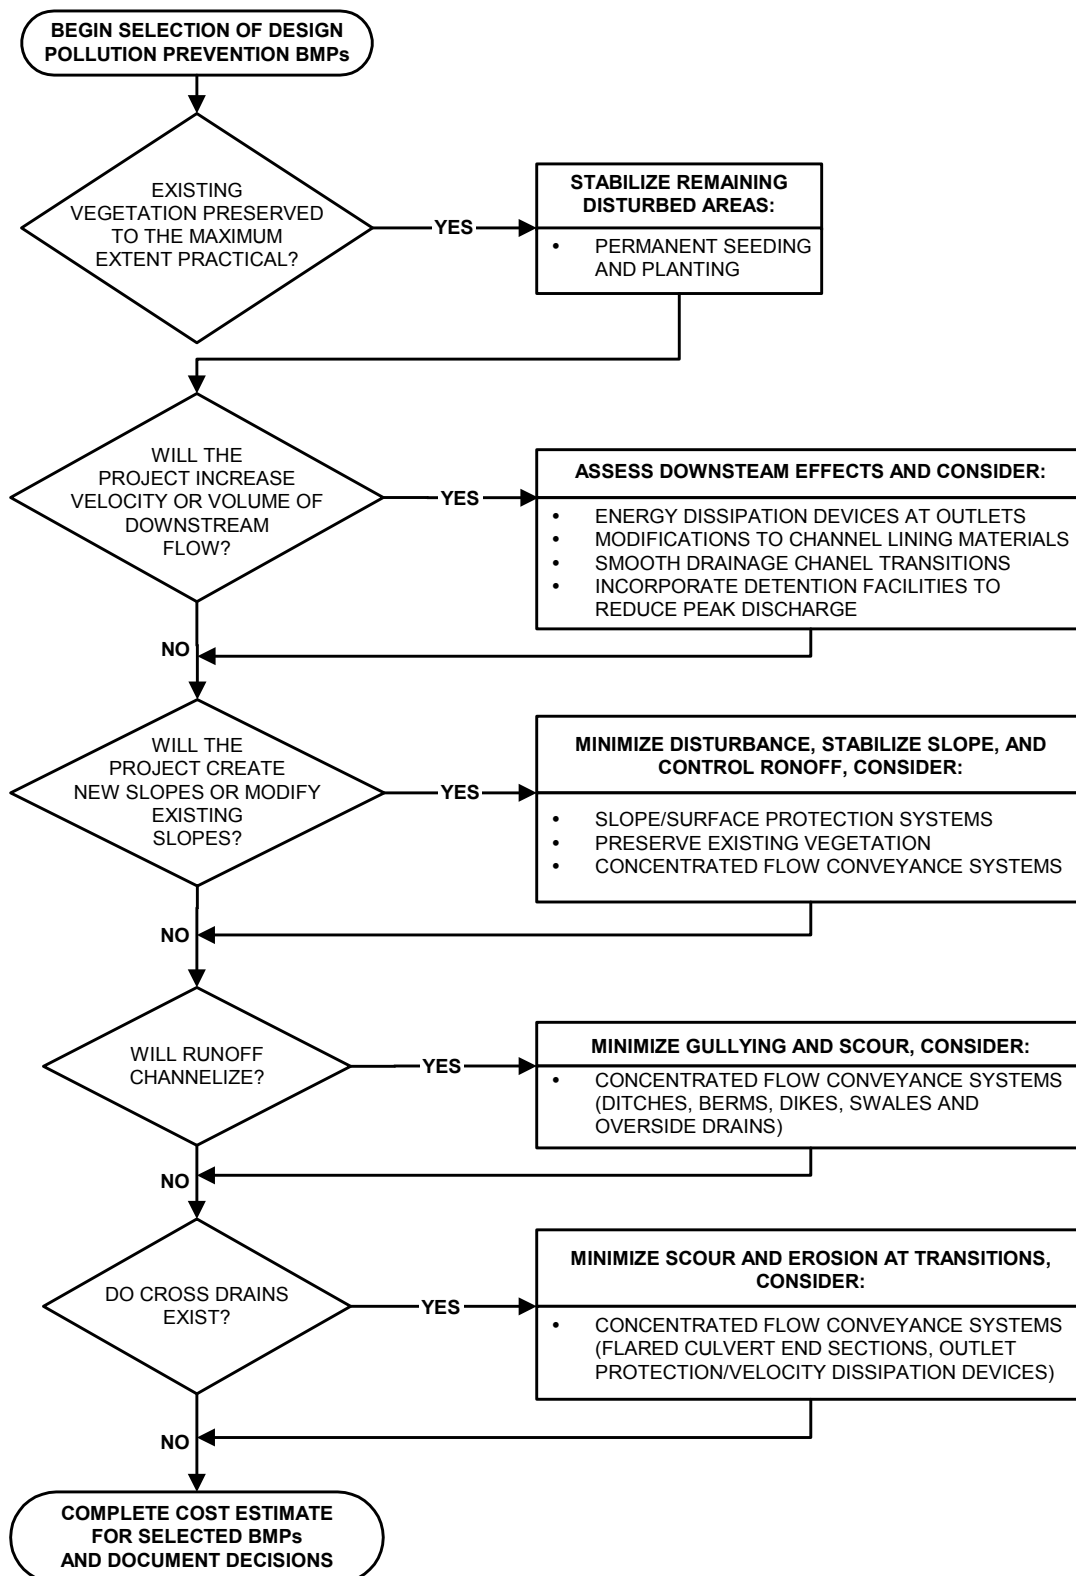 BEGIN SELECTION OF DESIGN
POLLUTION PREVENTION BMPs
EXISTING
VEGETATION PRESERVED
TO THE MAXIMUM
EXTENT PRACTICAL?
YES
STABILIZE REMAINING
DISTURBED AREAS:
• PERMANENT SEEDING
AND PLANTING
WILL THE
PROJECT INCREASE
VELOCITY OR VOLUME OF
DOWNSTREAM
FLOW?
YES
ASSESS DOWNSTEAM EFFECTS AND CONSIDER:
• ENERGY DISSIPATION DEVICES AT OUTLETS
• MODIFICATIONS TO CHANNEL LINING MATERIALS
• SMOOTH DRAINAGE CHANEL TRANSITIONS
• INCORPORATE DETENTION FACILITIES TO
REDUCE PEAK DISCHARGE
NO
WILL THE
PROJECT CREATE
NEW SLOPES OR MODIFY
EXISTING
SLOPES?
YES
MINIMIZE DISTURBANCE, STABILIZE SLOPE, AND
CONTROL RONOFF, CONSIDER:
• SLOPE/SURFACE PROTECTION SYSTEMS
• PRESERVE EXISTING VEGETATION
• CONCENTRATED FLOW CONVEYANCE SYSTEMS
NO
WILL RUNOFF
CHANNELIZE?
YES
MINIMIZE GULLYING AND SCOUR, CONSIDER:
• CONCENTRATED FLOW CONVEYANCE SYSTEMS
(DITCHES, BERMS, DIKES, SWALES AND
OVERSIDE DRAINS)
NO
DO CROSS DRAINS
EXIST?
YES
MINIMIZE SCOUR AND EROSION AT TRANSITIONS,
CONSIDER:
• CONCENTRATED FLOW CONVEYANCE SYSTEMS
(FLARED CULVERT END SECTIONS, OUTLET
PROTECTION/VELOCITY DISSIPATION DEVICES)
NO
COMPLETE COST ESTIMATE
FOR SELECTED BMPs
AND DOCUMENT DECISIONS